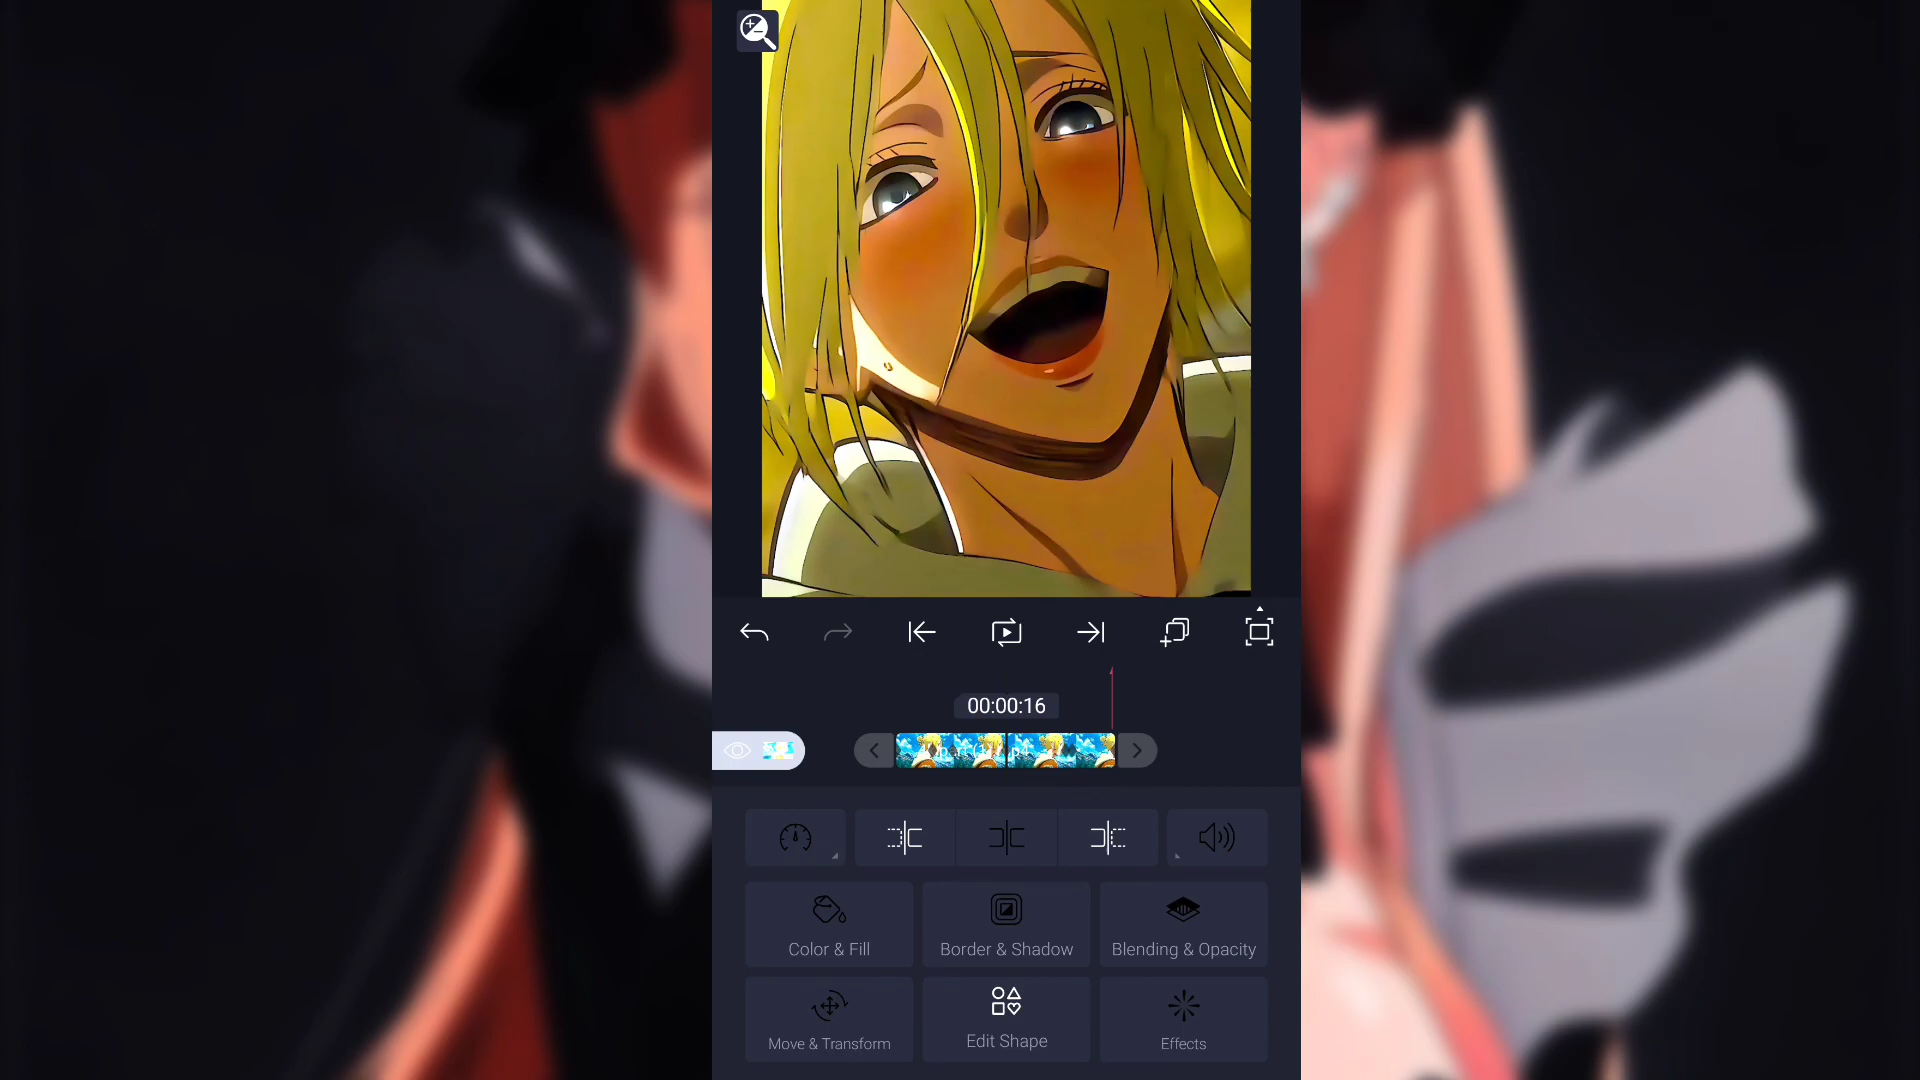 00:00:16
Color & Fill
Border & Shadow
Blending & Opacity
Move & Transform
Edit Shape
Effects